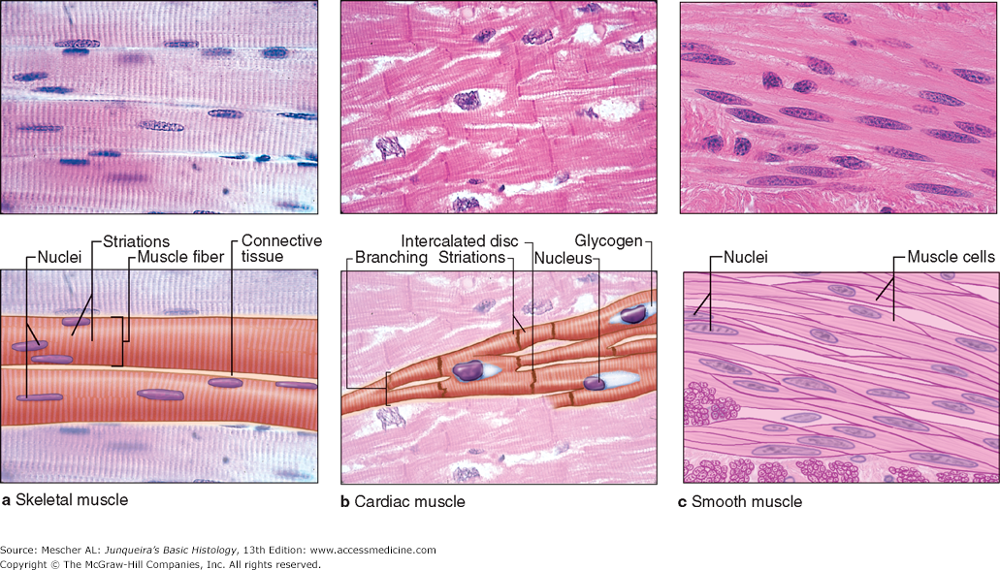 Nuclei
Striations
Muscle fiber
Connective
tissue
Branching
Intercalated disc
Striations
Nucleus
Glycogen
Nuclei
Muscle cells
a Skeletal muscle
b Cardiac muscle
c Smooth muscle
Source: Mescher AL: Junqueira's Basic Histology, 13th Edition: www.accessmedicine.com
Copyright © The McGraw-Hill Companies, Inc. All rights reserved.